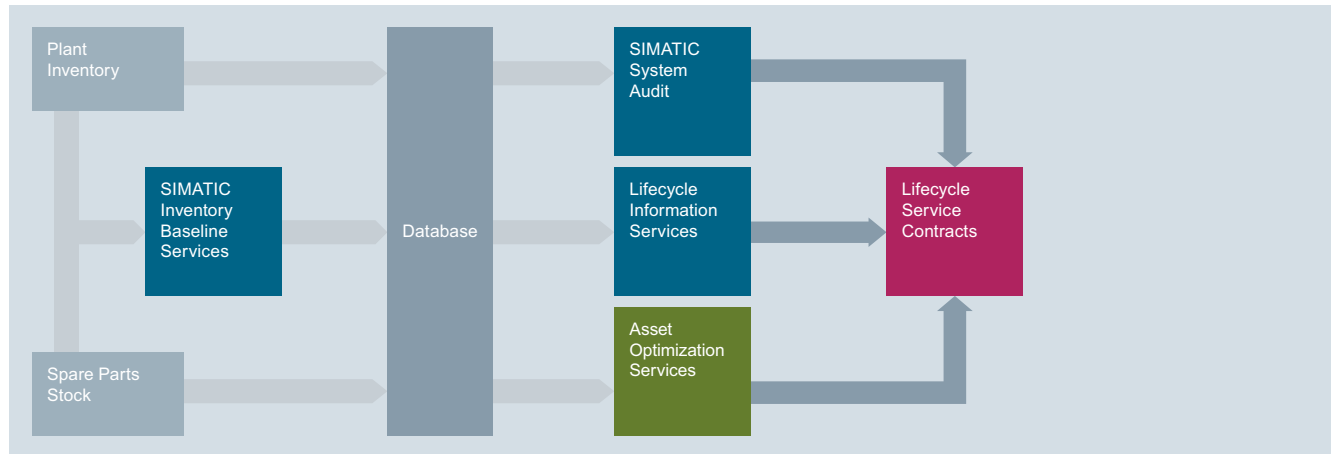 Plant
Inventory
SIMATIC
System
Audit
SIMATIC
Inventory
Baseline
Services
Database
Lifecycle
Information
Services
Lifecycle
Service
Contracts
Spare Parts
Stock
Asset
Optimization
Services